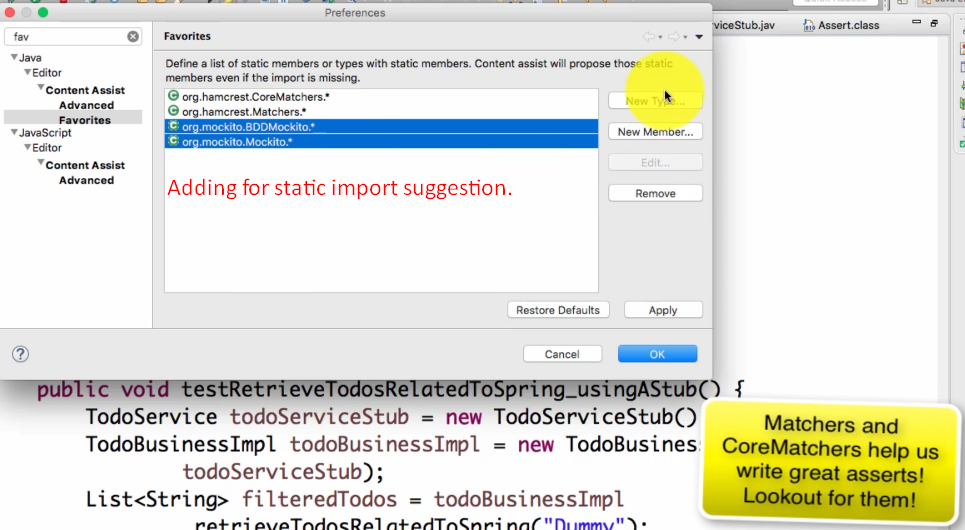 Preferences
fav
Favorites
Java
Editor
Content Assist
Advanced
Favorites
JavaScript
Editor
Content Assist
Advanced
Define a list of static members or types with static members. Content assist will propose those static
members even if the import is missing.
org.hamcrest.CoreMatchers.*
org.hamcrest.Matchers.*
org.mockito.BDDMockito.*
org.mockito.Mockito.*
Adding for static import suggestion.
New Type...
New Member...
Edit...
Remove
Restore Defaults
Apply
?
Cancel
OK
rviceStub.jav
Assert.class
public void testRetrieveTodosRelatedToSpring_usingAStub() {
TodoService todoServiceStub = new TodoServiceStub()
TodoBusinessImpl todoBusinessImpl = new TodoBusines
todoServiceStub);
List<String> filteredTodos = todoBusinessImpl
retrieveTodosRelatedToSpring("Dummy");
Matchers and
CoreMatchers help us
write great asserts!
Lookout for them!